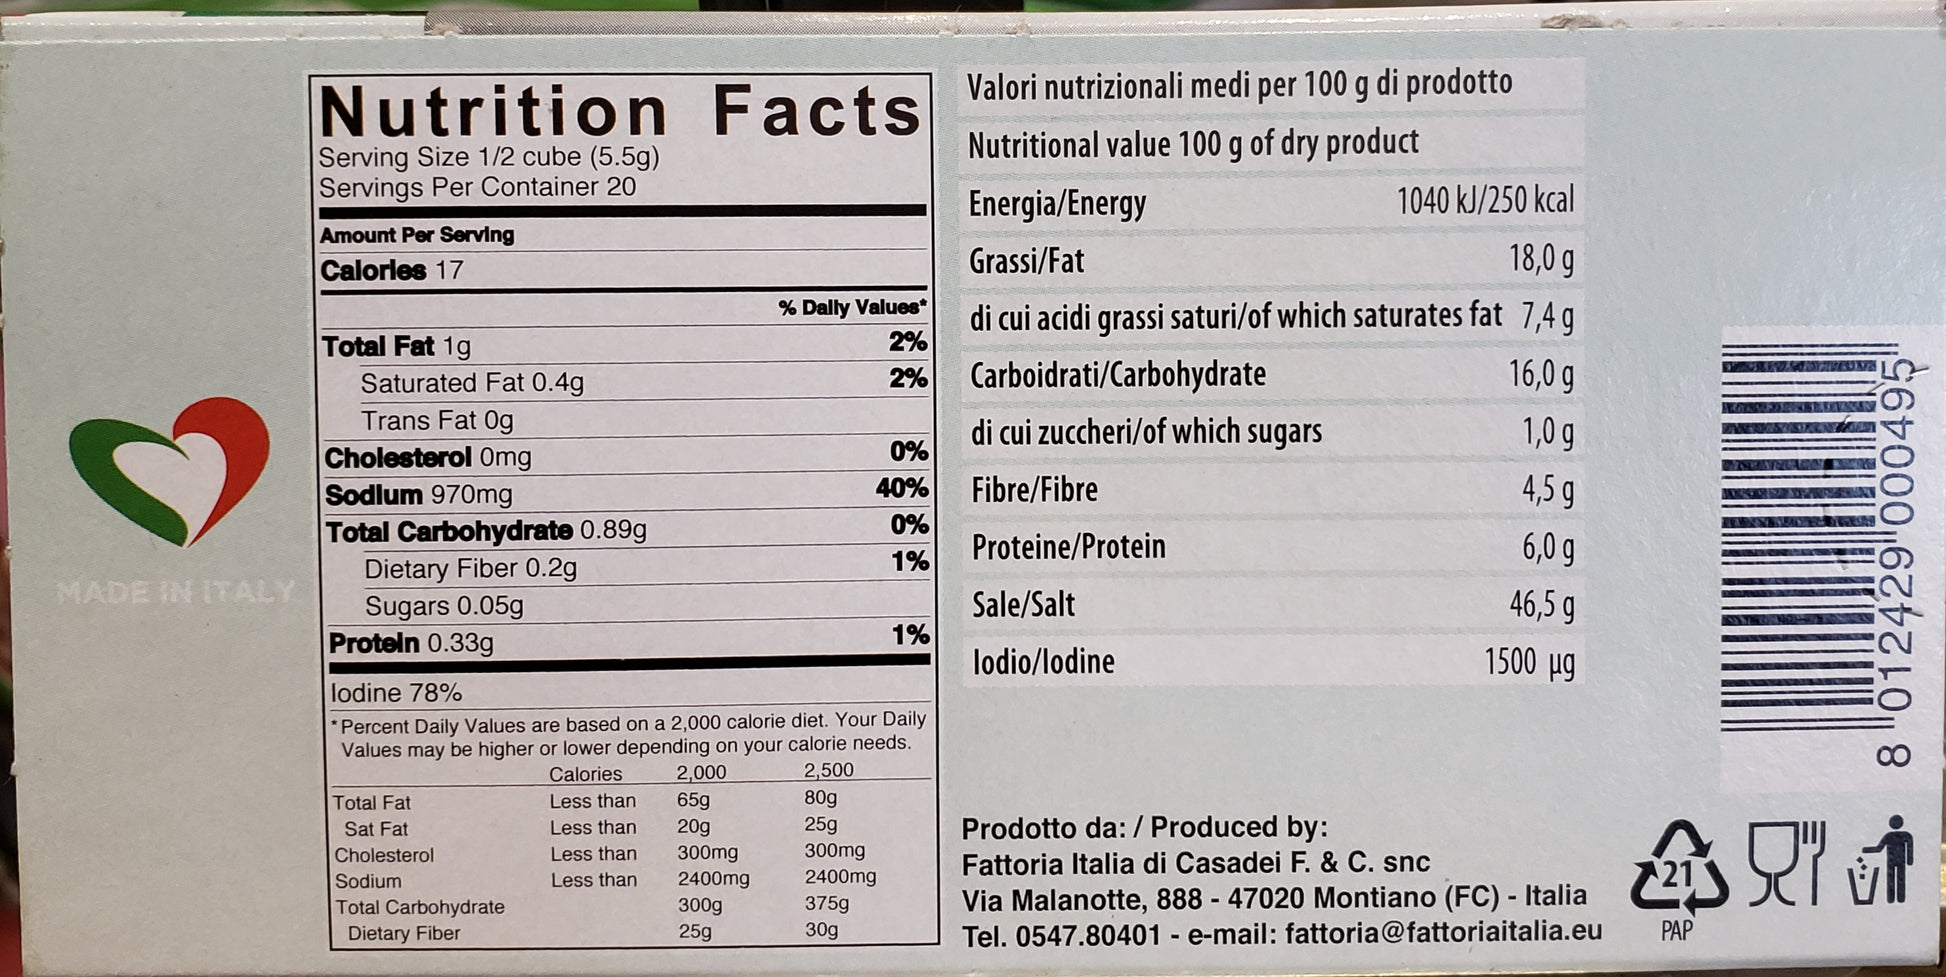 Nutrition Facts
Serving Size 1/2 cube (5.5g)
Servings Per Container 20
Amount Per Serving
Calories 17
% Daily Values*
Total Fat 1g 2%
Saturated Fat 0.4g 2%
Trans Fat 0g
Cholesterol 0mg 0%
Sodium 970mg 40%
Total Carbohydrate 0.89g 0%
Dietary Fiber 0.2g 1%
Sugars 0.05g
Protein 0.33g 1%
Iodine 78%
*Percent Daily Values are based on a 2,000 calorie diet. Your Daily
Values may be higher or lower depending on your calorie needs.
Calories 2,000 2,500
Total Fat Less than 65g 80g
Sat Fat Less than 20g 25g
Cholesterol Less than 300mg 300mg
Sodium Less than 2400mg 2400mg
Total Carbohydrate 300g 375g
Dietary Fiber 25g 30g
MADE IN ITALY
Valori nutrizionali medi per 100 g di prodotto
Nutritional value 100 g of dry product
Energia/Energy 1040 kJ/250 kcal
Grassi/Fat 18,0 g
di cui acidi grassi saturi/of which saturates fat 7,4 g
Carboidrati/Carbohydrate 16,0 g
di cui zuccheri/of which sugars 1,0 g
Fibre/Fibre 4,5 g
Proteine/Protein 6,0 g
Sale/Salt 46,5 g
Iodio/Iodine 1500 µg
Prodotto da: / Produced by:
Fattoria Italia di Casadei F. & C. snc
Via Malanotte, 888 - 47020 Montiano (FC) - Italia
Tel. 0547.80401 - e-mail: fattoria@fattoriaitalia.eu
21
PAP
8 012429 000495